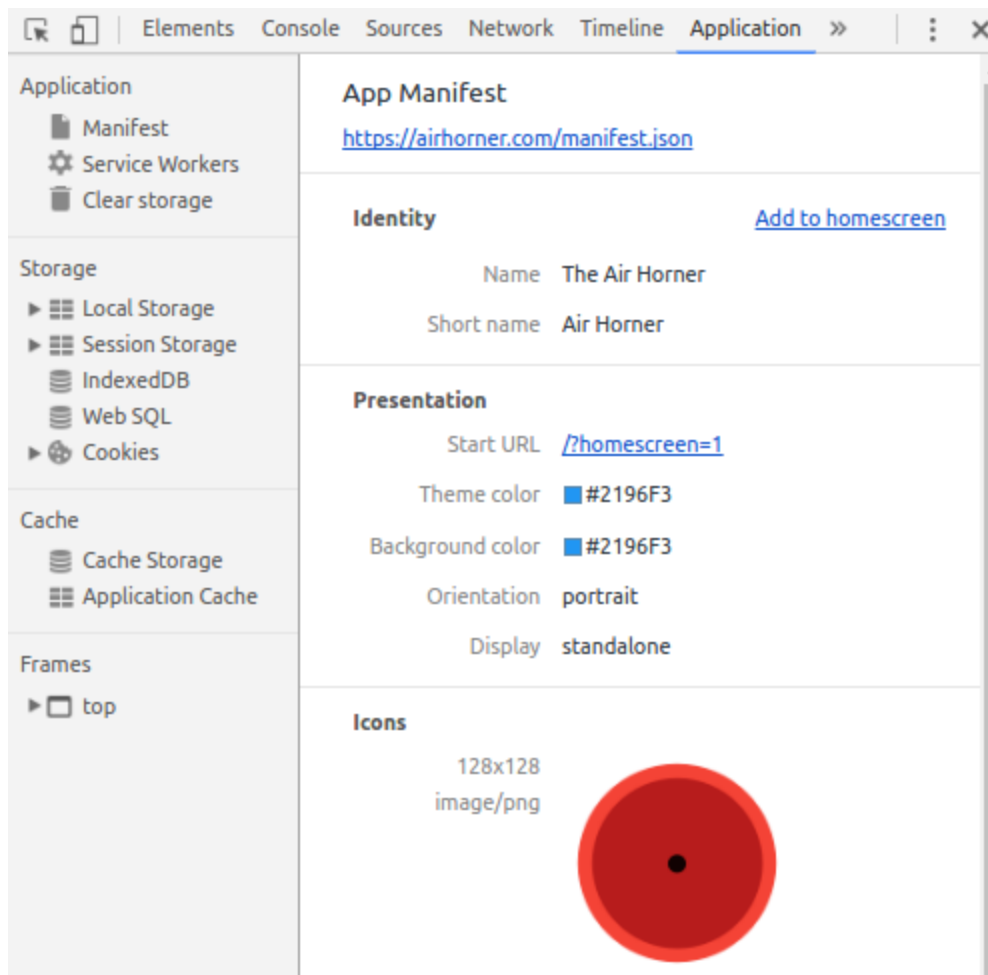 Elements Console Sources Network Timeline Application »
Application
Manifest
Service Workers
Clear storage
Storage
Local Storage
Session Storage
IndexedDB
Web SQL
Cookies
Cache
Cache Storage
Application Cache
Frames
top
App Manifest
https://airhorner.com/manifest.json
Identity Add to homescreen
Name The Air Horner
Short name Air Horner
Presentation
Start URL /?homescreen=1
Theme color #2196F3
Background color #2196F3
Orientation portrait
Display standalone
Icons
128x128
image/png